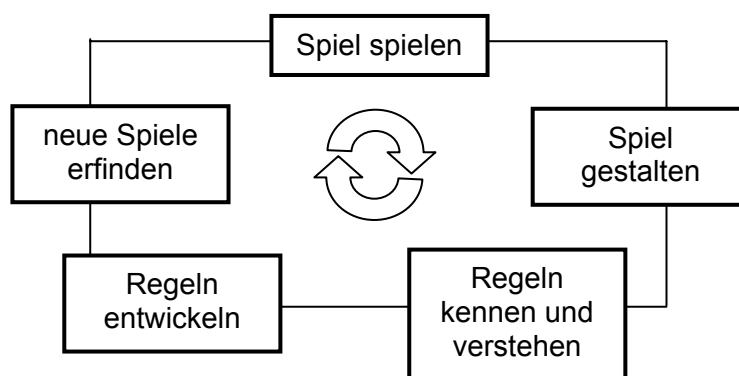 Spiel spielen
neue Spiele
erfinden
Spiel
gestalten
Regeln
entwickeln
Regeln
kennen und
verstehen